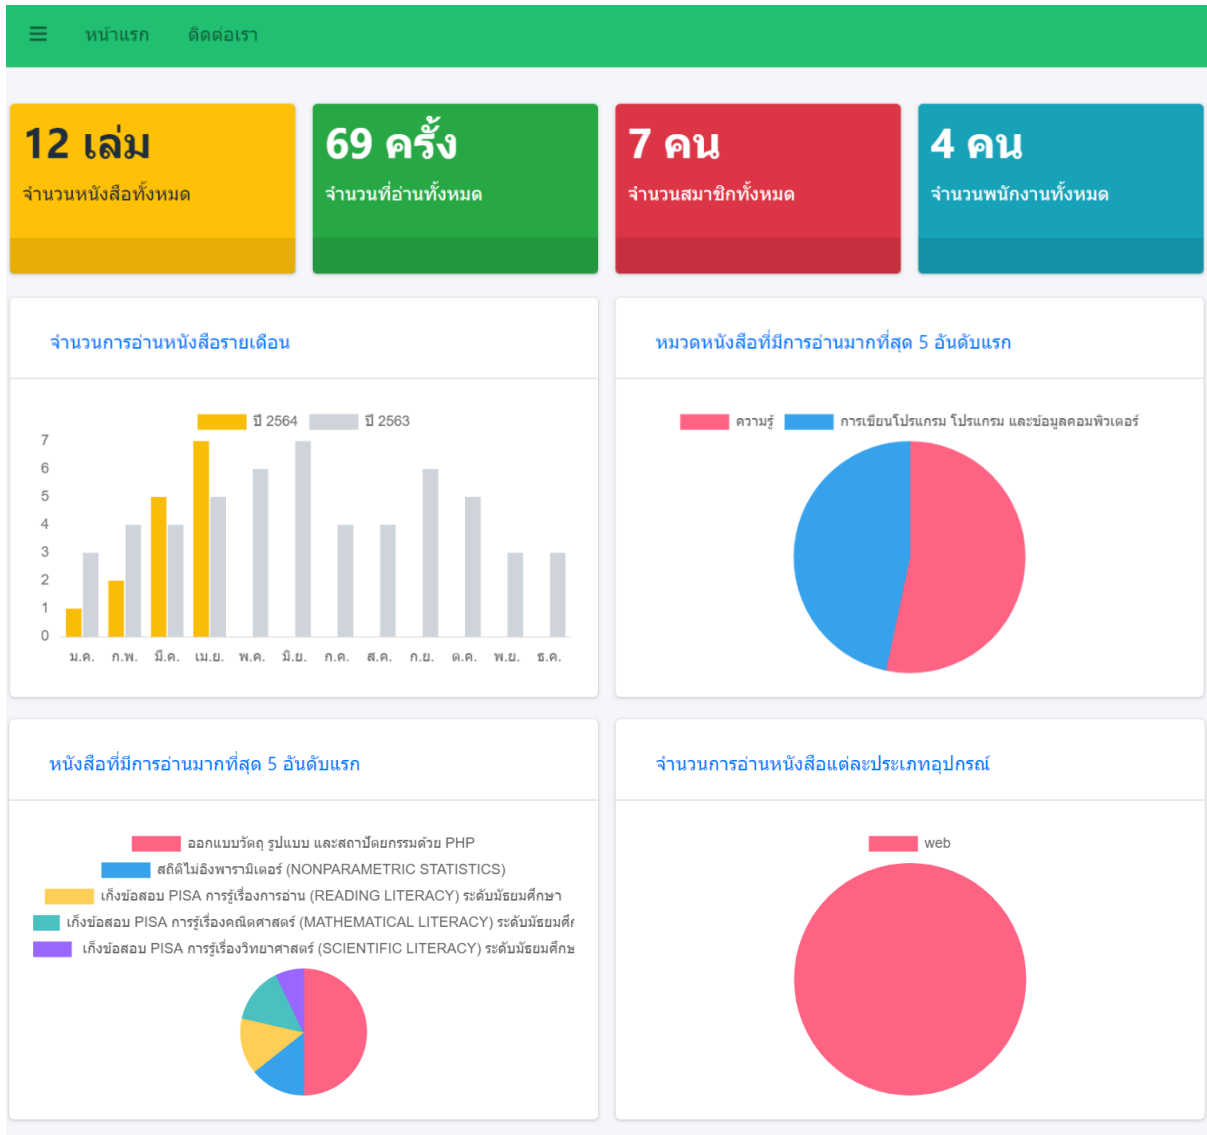 หน้าแรก ติดต่อเรา
12 เล่ม
จำนวนหนังสือทั้งหมด
69 ครั้ง
จำนวนที่อ่านทั้งหมด
7 คน
จำนวนสมาชิกทั้งหมด
4 คน
จำนวนพนักงานทั้งหมด
จำนวนการอ่านหนังสือรายเดือน
ปี 2564 ปี 2563
7
6
5
4
3
2
1
0
ม.ค. ก.พ. มี.ค. เม.ย. พ.ค. มิ.ย. ก.ค. ส.ค. ก.ย. ต.ค. พ.ย. ธ.ค.
หมวดหนังสือที่มีการอ่านมากที่สุด 5 อันดับแรก
ความรู้ การเขียนโปรแกรม โปรแกรม และข้อมูลคอมพิวเตอร์
หนังสือที่มีการอ่านมากที่สุด 5 อันดับแรก
ออกแบบวัตถุ รูปแบบ และสถาปัตยกรรมด้วย PHP
สถิติไม่อิงพารามิเตอร์ (NONPARAMETRIC STATISTICS)
เก็งข้อสอบ PISA การรู้เรื่องการอ่าน (READING LITERACY) ระดับมัธยมศึกษา
เก็งข้อสอบ PISA การรู้เรื่องคณิตศาสตร์ (MATHEMATICAL LITERACY) ระดับมัธยมศึก
เก็งข้อสอบ PISA การรู้เรื่องวิทยาศาสตร์ (SCIENTIFIC LITERACY) ระดับมัธยมศึกษ
จำนวนการอ่านหนังสือแต่ละประเภทอุปกรณ์
web